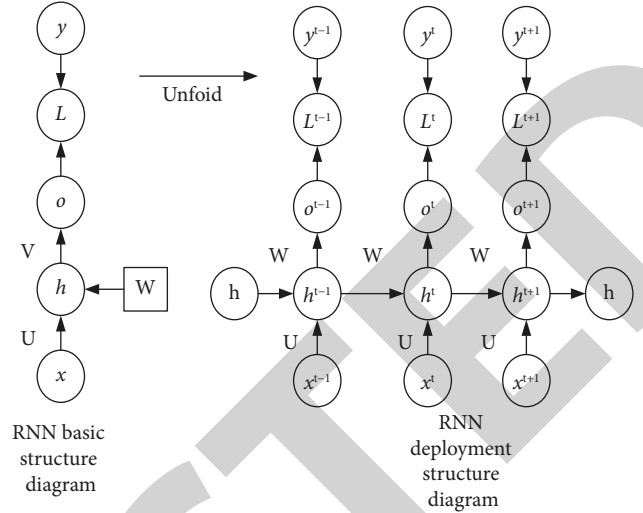 y
L
o
V
h
W
U
x
RNN basic
structure
diagram
Unfoid
y^{t−1} y^t y^{t+1}
L^{t−1} L^t L^{t+1}
o^{t−1} o^t o^{t+1}
W W W
h h^{t−1} h^t h^{t+1} h
U U U
x^{t−1} x^t x^{t+1}
RNN
deployment
structure
diagram